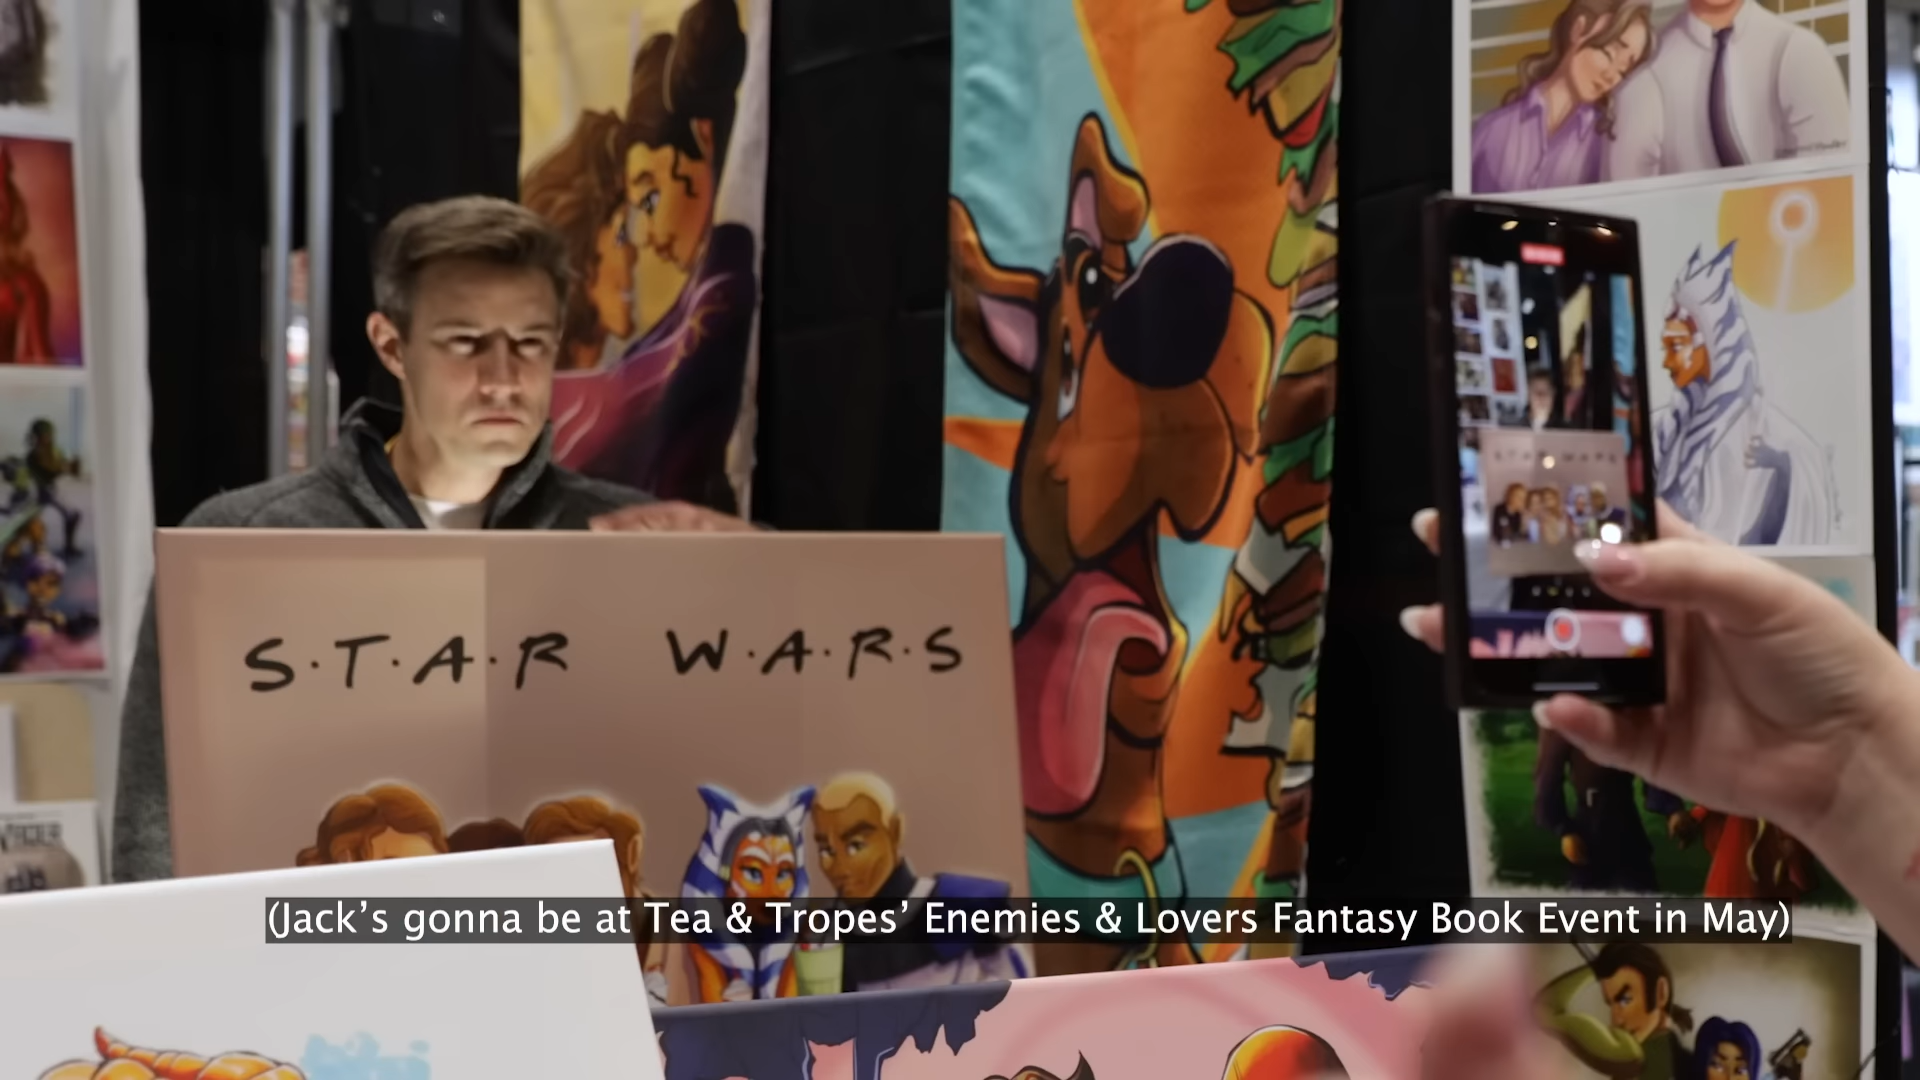 S·T·A·R W·A·R·S
(Jack’s gonna be at Tea & Tropes’ Enemies & Lovers Fantasy Book Event in May)